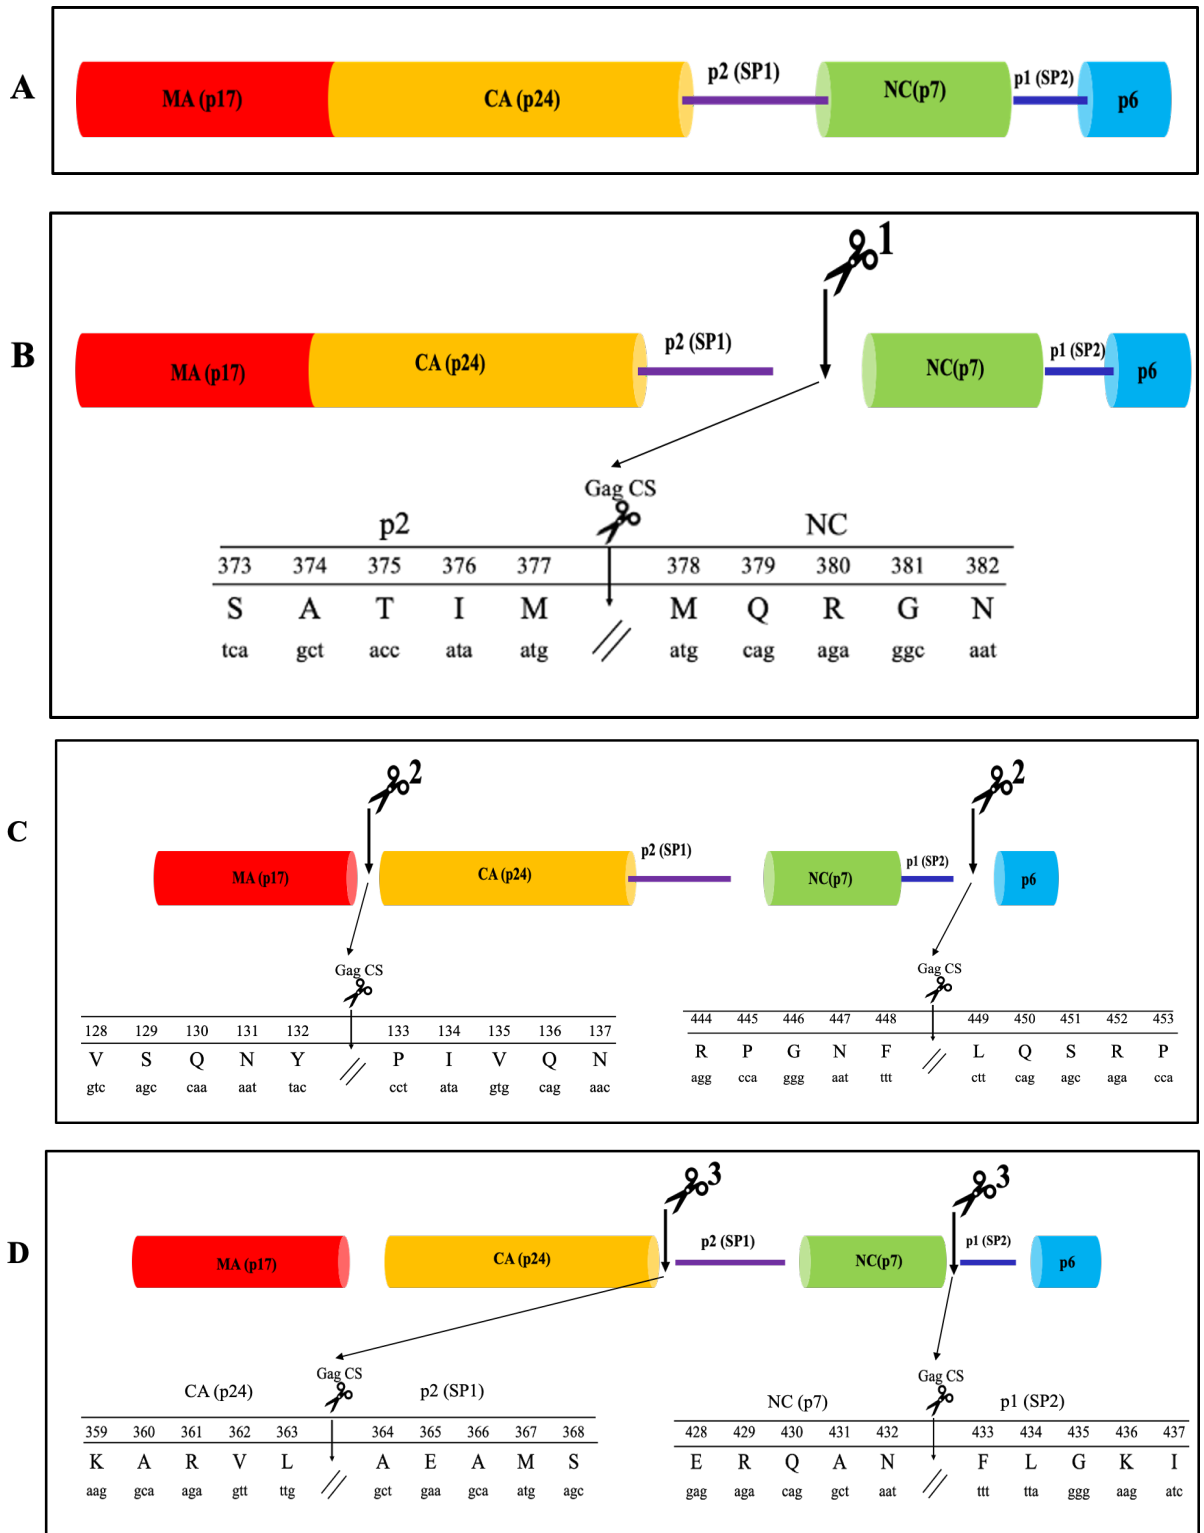 A
MA (p17) CA (p24) p2 (SP1) NC(p7) p1 (SP2) p6
B
1
MA (p17) CA (p24) p2 (SP1) NC(p7) p1 (SP2) p6
Gag CS
p2 NC
373 374 375 376 377 378 379 380 381 382
S A T I M // M Q R G N
tca gct acc ata atg atg cag aga ggc aat
C
2 2
MA (p17) CA (p24) p2 (SP1) NC(p7) p1 (SP2) p6
Gag CS Gag CS
128 129 130 131 132 133 134 135 136 137
V S Q N Y // P I V Q N
gtc agc caa aat tac cct ata gtg cag aac
444 445 446 447 448 449 450 451 452 453
R P G N F // L Q S R P
agg cca ggg aat ttt ctt cag agc aga cca
D
3 3
MA (p17) CA (p24) p2 (SP1) NC(p7) p1 (SP2) p6
Gag CS Gag CS
CA (p24) p2 (SP1)
359 360 361 362 363 364 365 366 367 368
K A R V L // A E A M S
aag gca aga gtt ttg gct gaa gca atg agc
NC (p7) p1 (SP2)
428 429 430 431 432 433 434 435 436 437
E R Q A N // F L G K I
gag aga cag gct aat ttt tta ggg aag atc